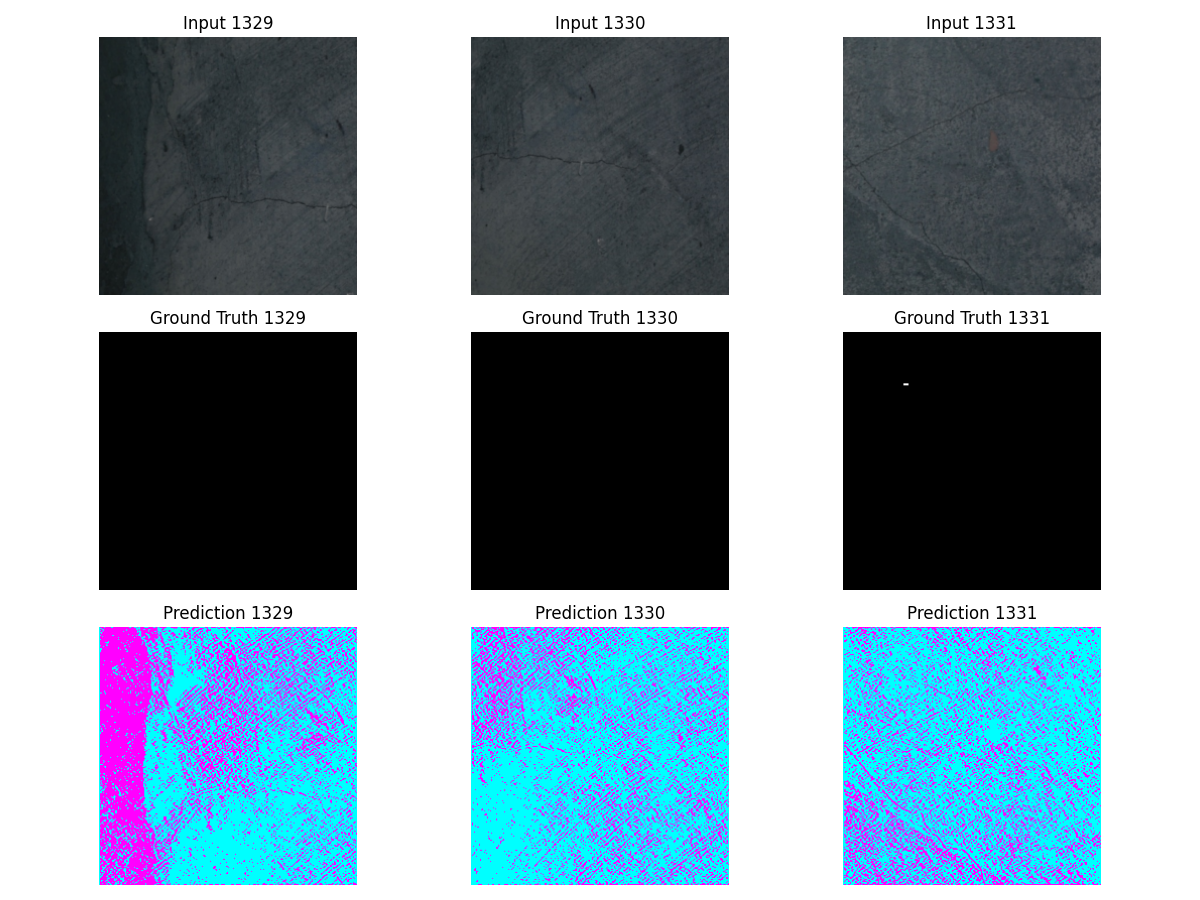 Input 1329
Input 1330
Input 1331
Ground Truth 1329
Ground Truth 1330
Ground Truth 1331
Prediction 1329
Prediction 1330
Prediction 1331